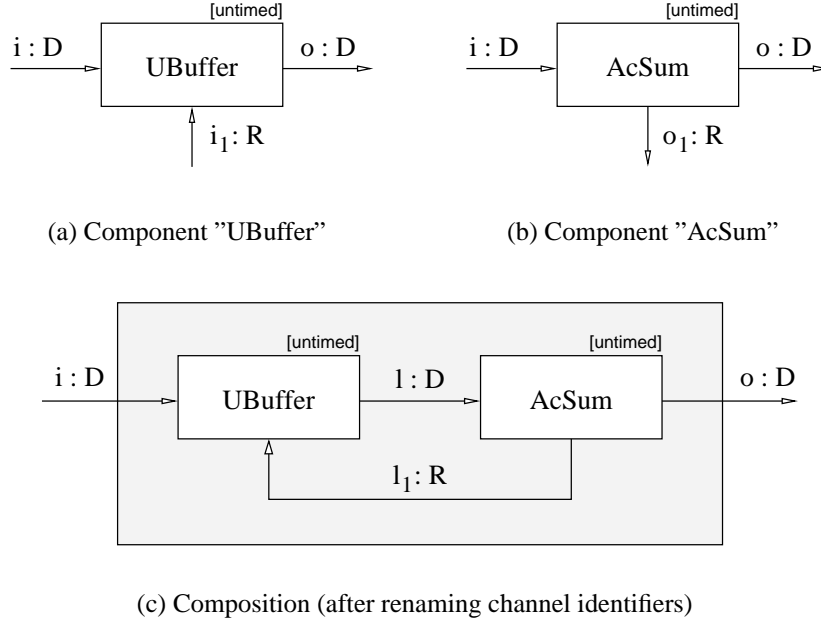 [untimed]
[untimed]
i : D
UBuffer
o : D
i : D
AcSum
o : D
i₁ : R
o₁ : R
(a) Component ”UBuffer”
(b) Component ”AcSum”
[untimed]
[untimed]
i : D
UBuffer
l : D
AcSum
o : D
l₁ : R
(c) Composition (after renaming channel identifiers)